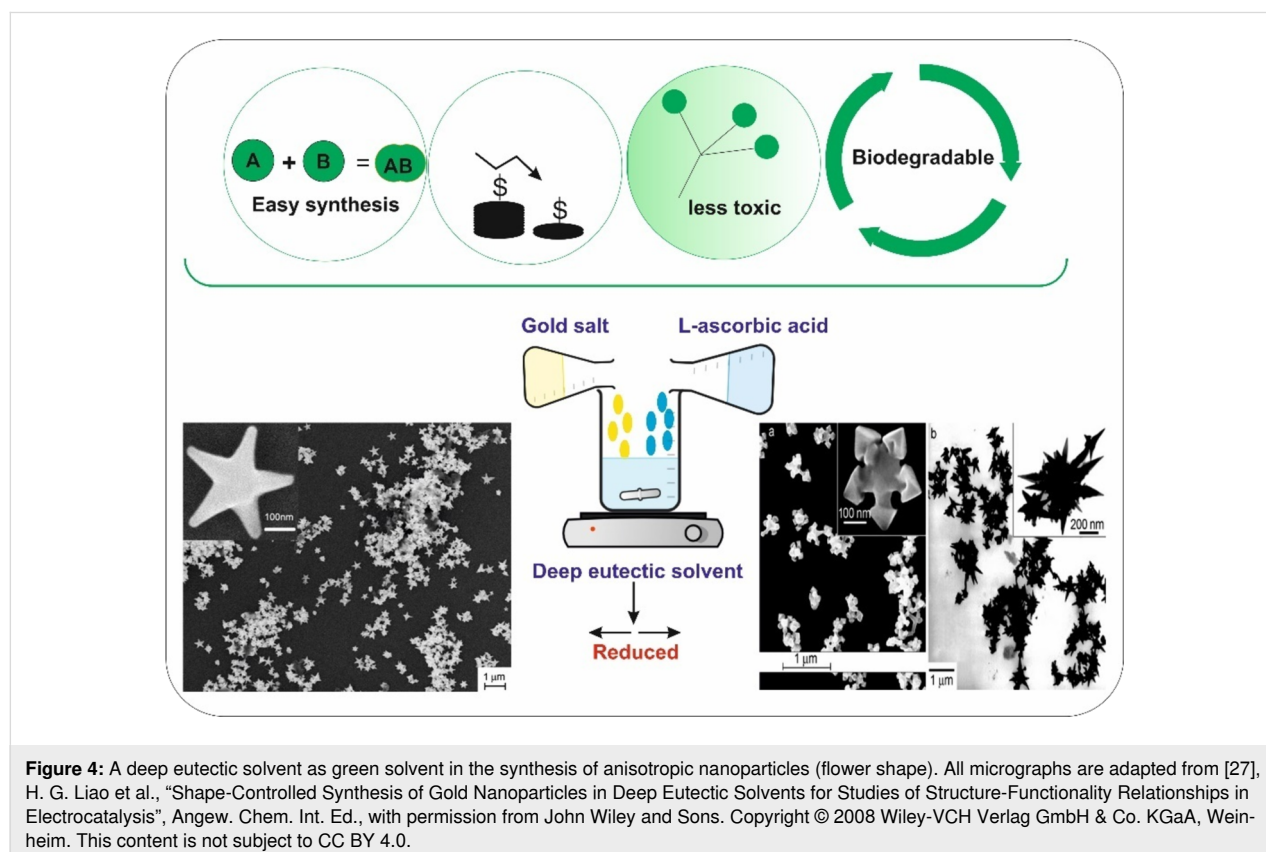 A + B = AB
Easy synthesis
$
$
less toxic
Biodegradable
Gold salt
L-ascorbic acid
100nm
1 µm
Deep eutectic solvent
Reduced
a
100 nm
1 µm
b
200 nm
1 µm
Figure 4: A deep eutectic solvent as green solvent in the synthesis of anisotropic nanoparticles (flower shape). All micrographs are adapted from [27],
H. G. Liao et al., “Shape-Controlled Synthesis of Gold Nanoparticles in Deep Eutectic Solvents for Studies of Structure-Functionality Relationships in
Electrocatalysis”, Angew. Chem. Int. Ed., with permission from John Wiley and Sons. Copyright © 2008 Wiley-VCH Verlag GmbH & Co. KGaA, Wein-
heim. This content is not subject to CC BY 4.0.